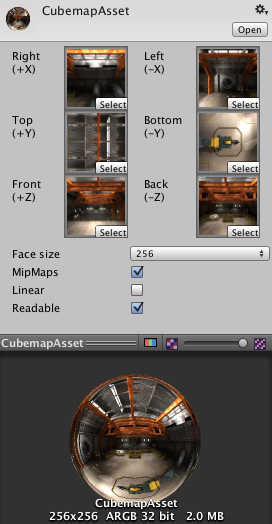 CubemapAsset
Open
Right (+X) Select Left (-X) Select
Top (+Y) Select Bottom (-Y) Select
Front (+Z) Select Back (-Z) Select
Face size 256
MipMaps
Linear
Readable
CubemapAsset
CubemapAsset
256x256 ARGB 32 bit 2.0 MB